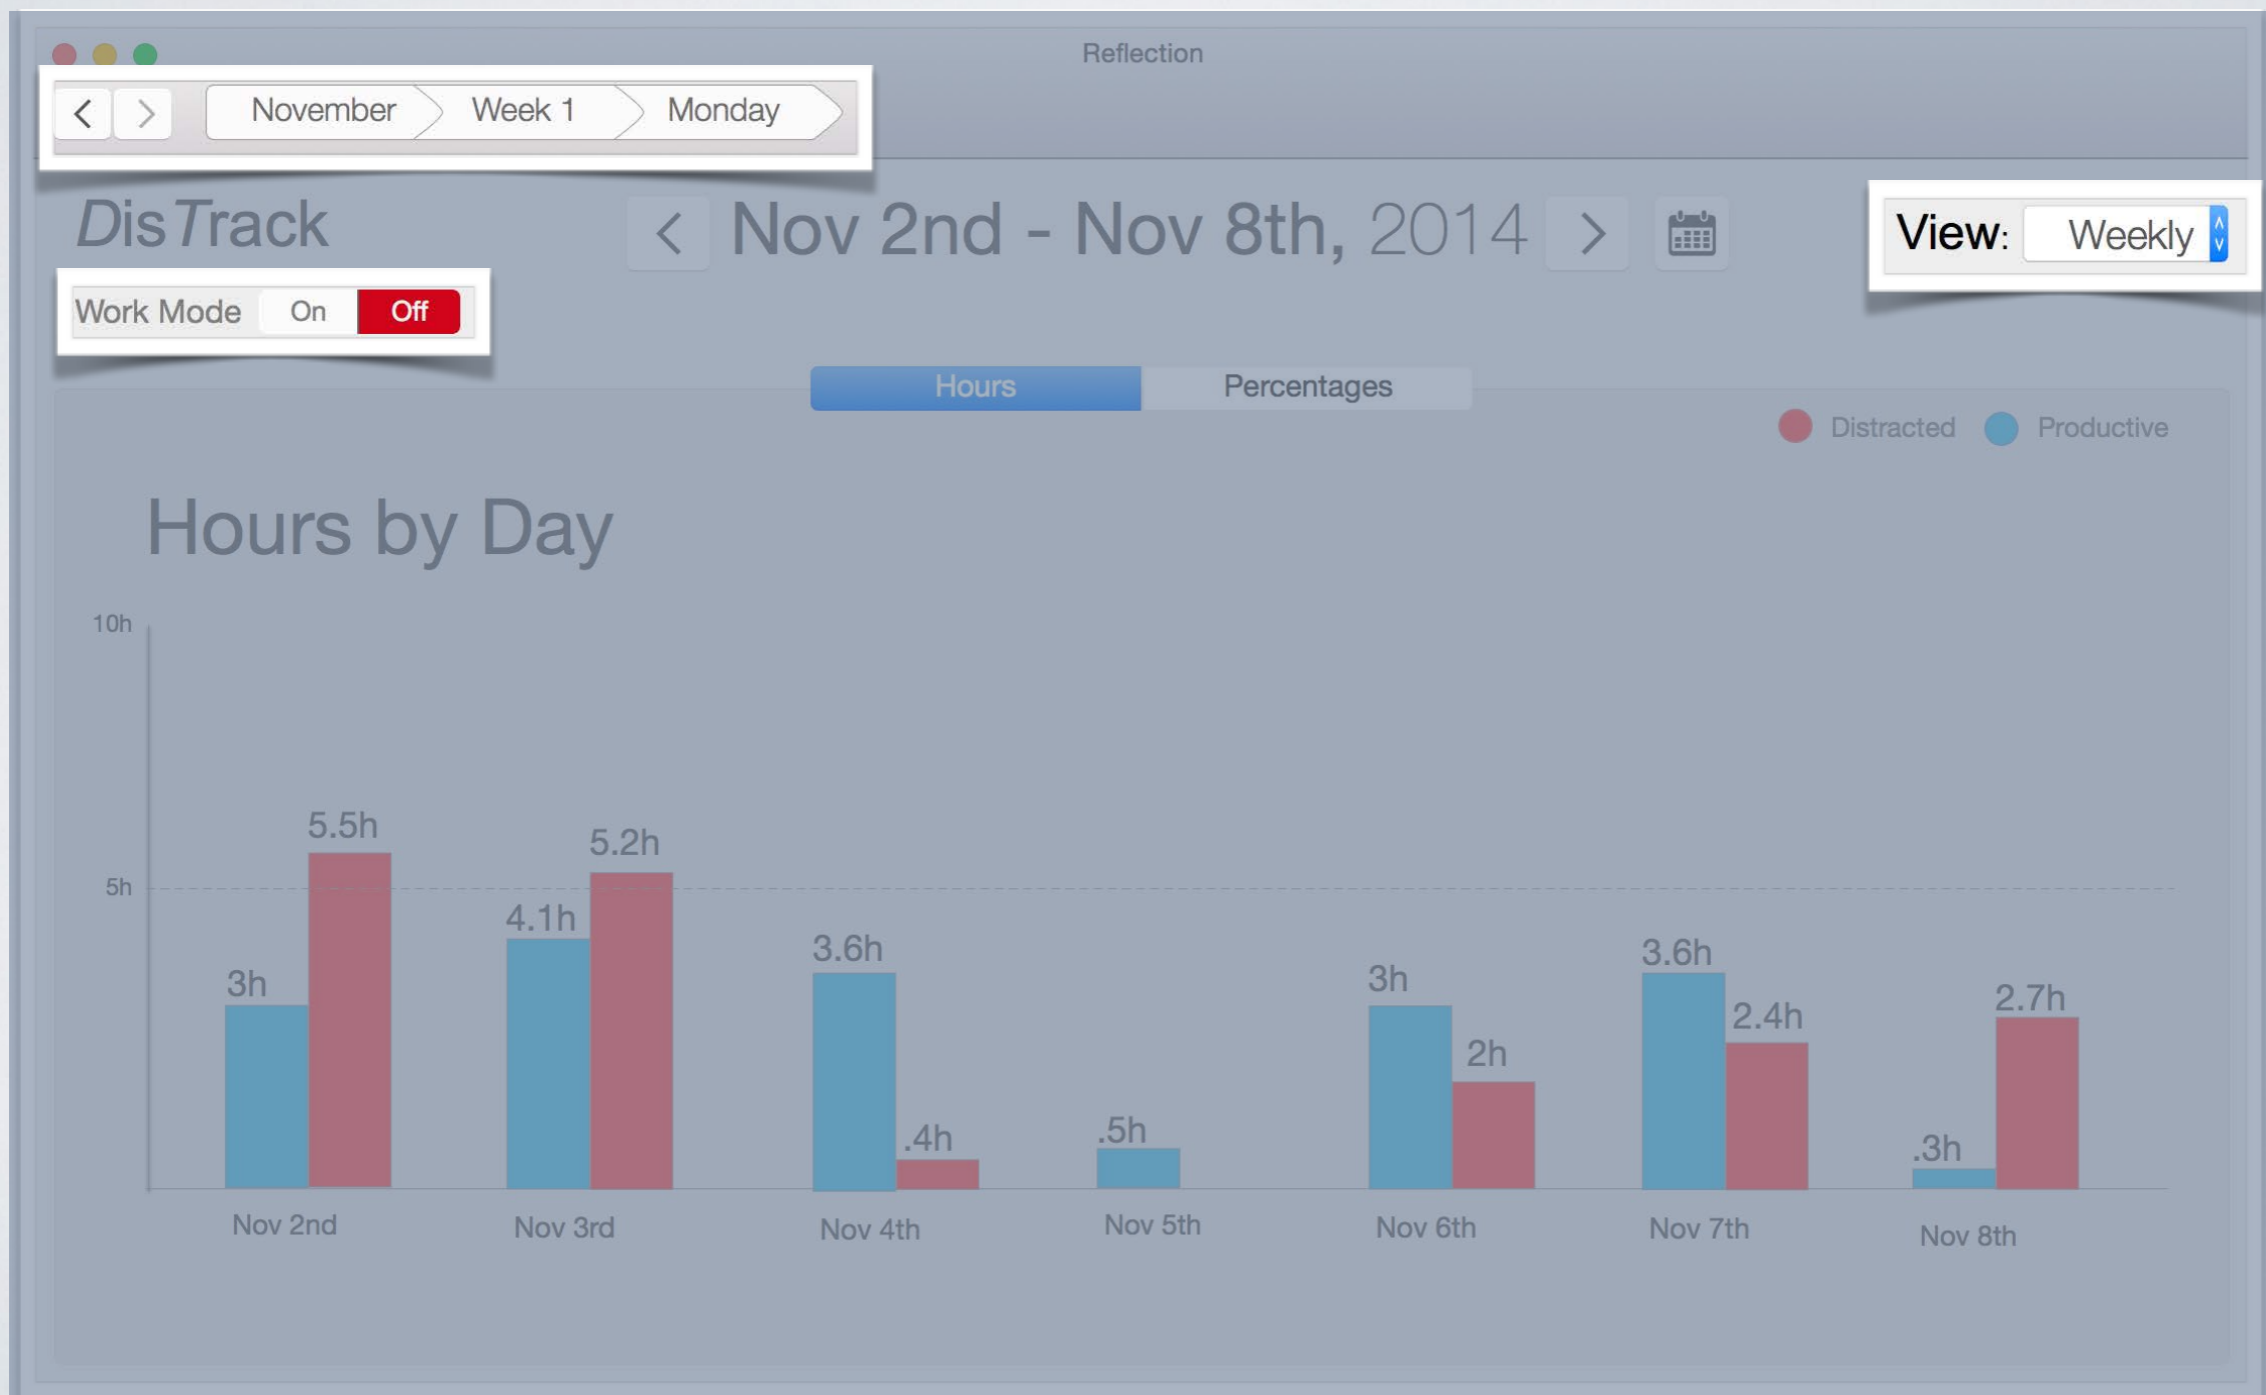 Reflection
November Week 1 Monday
DisTrack
Nov 2nd - Nov 8th, 2014
View: Weekly
Work Mode On Off
Hours Percentages
Distracted Productive
Hours by Day
10h
5.5h
5.2h
5h
4.1h
3.6h
3.6h
3h
3h
2.7h
2.4h
2h
.4h
.5h
.3h
Nov 2nd Nov 3rd Nov 4th Nov 5th Nov 6th Nov 7th Nov 8th